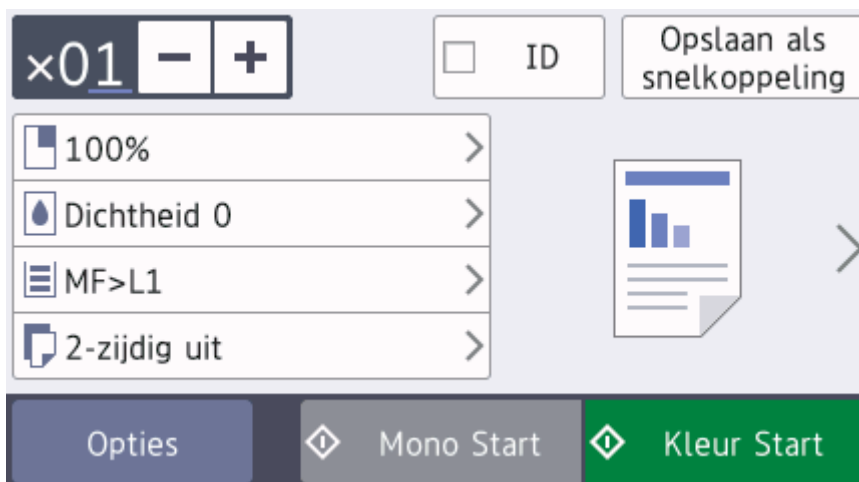 ×01 − +
ID
Opslaan als
snelkoppeling
100%
Dichtheid 0
MF>L1
2-zijdig uit
Opties
Mono Start
Kleur Start